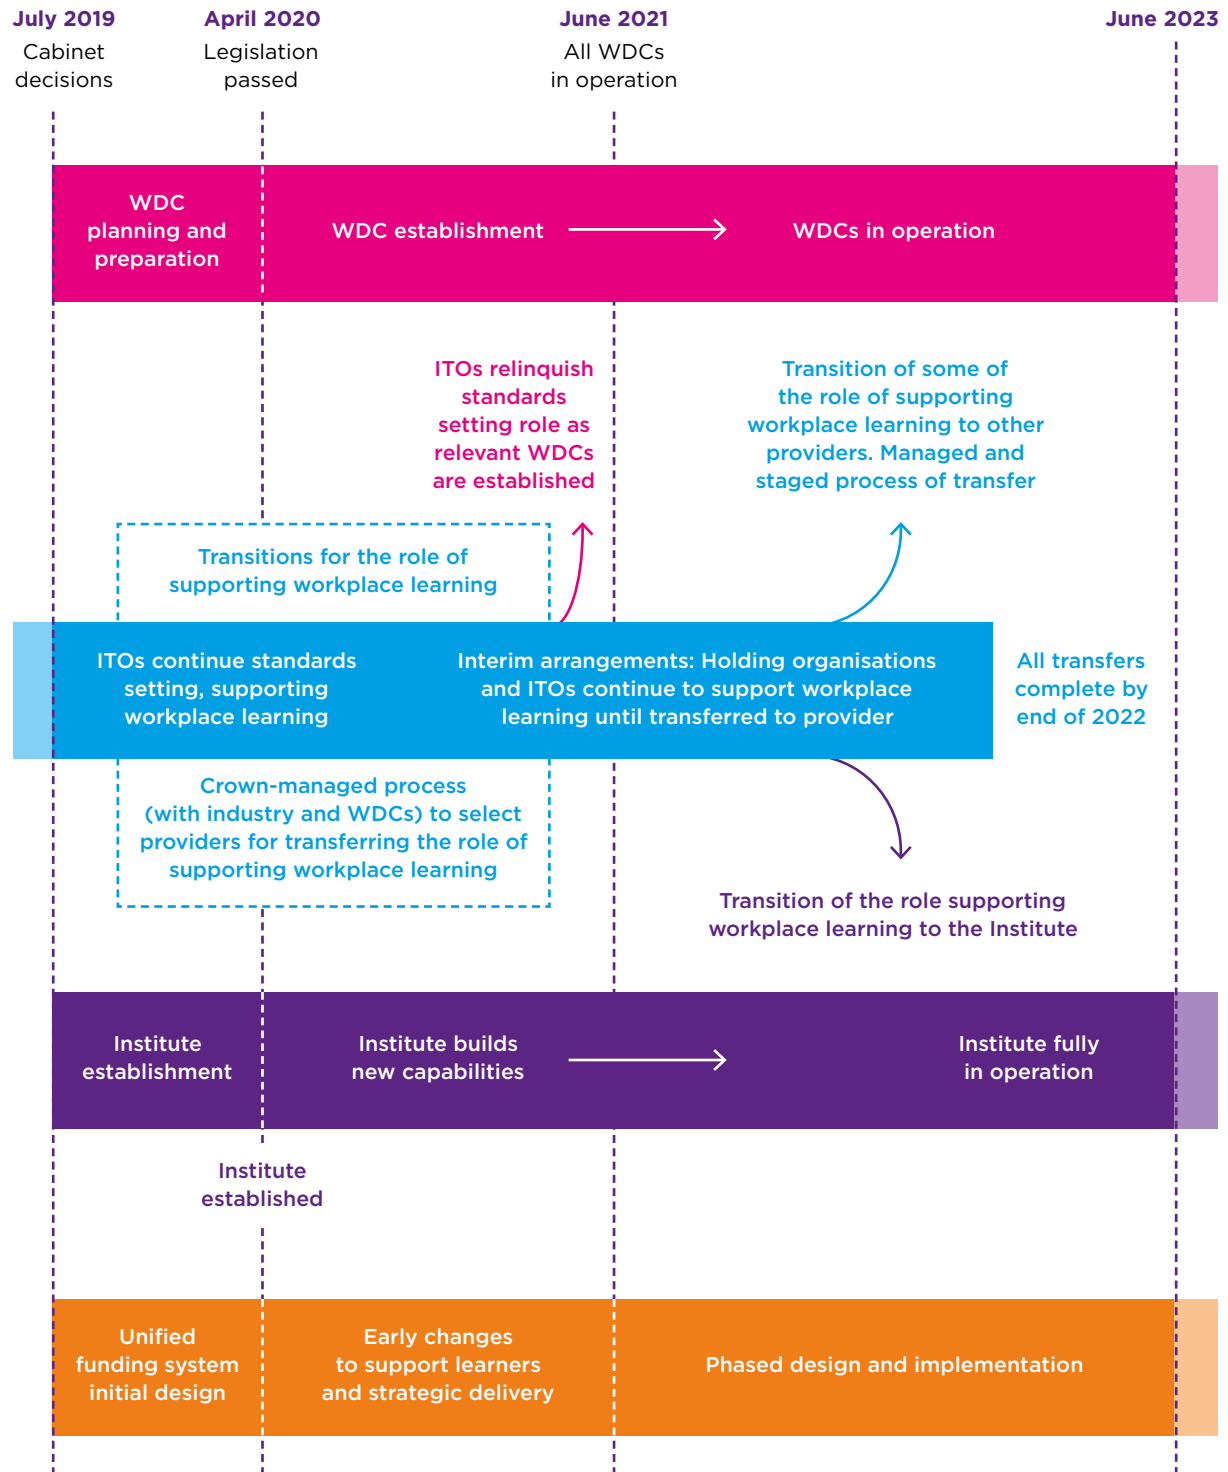 July 2019
Cabinet
decisions
April 2020
Legislation
passed
June 2021
All WDCs
in operation
June 2023
WDC
planning and
preparation
WDC establishment
WDCs in operation
ITOs relinquish
standards
setting role as
relevant WDCs
are established
Transition of some of
the role of supporting
workplace learning to other
providers. Managed and
staged process of transfer
Transitions for the role of
supporting workplace learning
ITOs continue standards
setting, supporting
workplace learning
Interim arrangements: Holding organisations
and ITOs continue to support workplace
learning until transferred to provider
All transfers
complete by
end of 2022
Crown-managed process
(with industry and WDCs) to select
providers for transferring the role of
supporting workplace learning
Transition of the role supporting
workplace learning to the Institute
Institute
establishment
Institute builds
new capabilities
Institute fully
in operation
Institute
established
Unified
funding system
initial design
Early changes
to support learners
and strategic delivery
Phased design and implementation